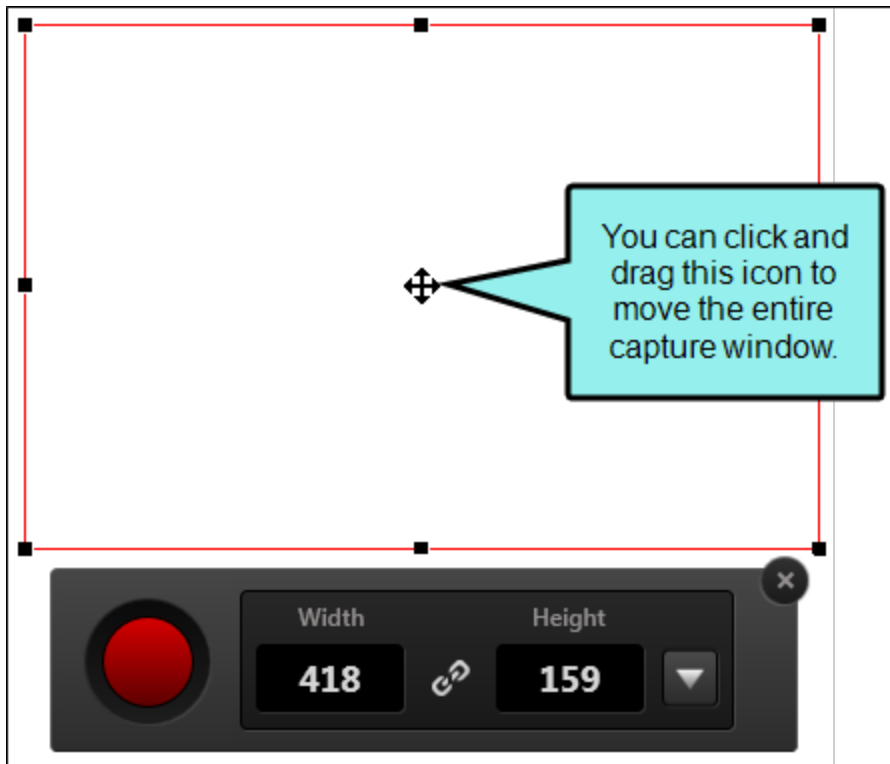 You can click and
drag this icon to
move the entire
capture window.
Width Height
418 159